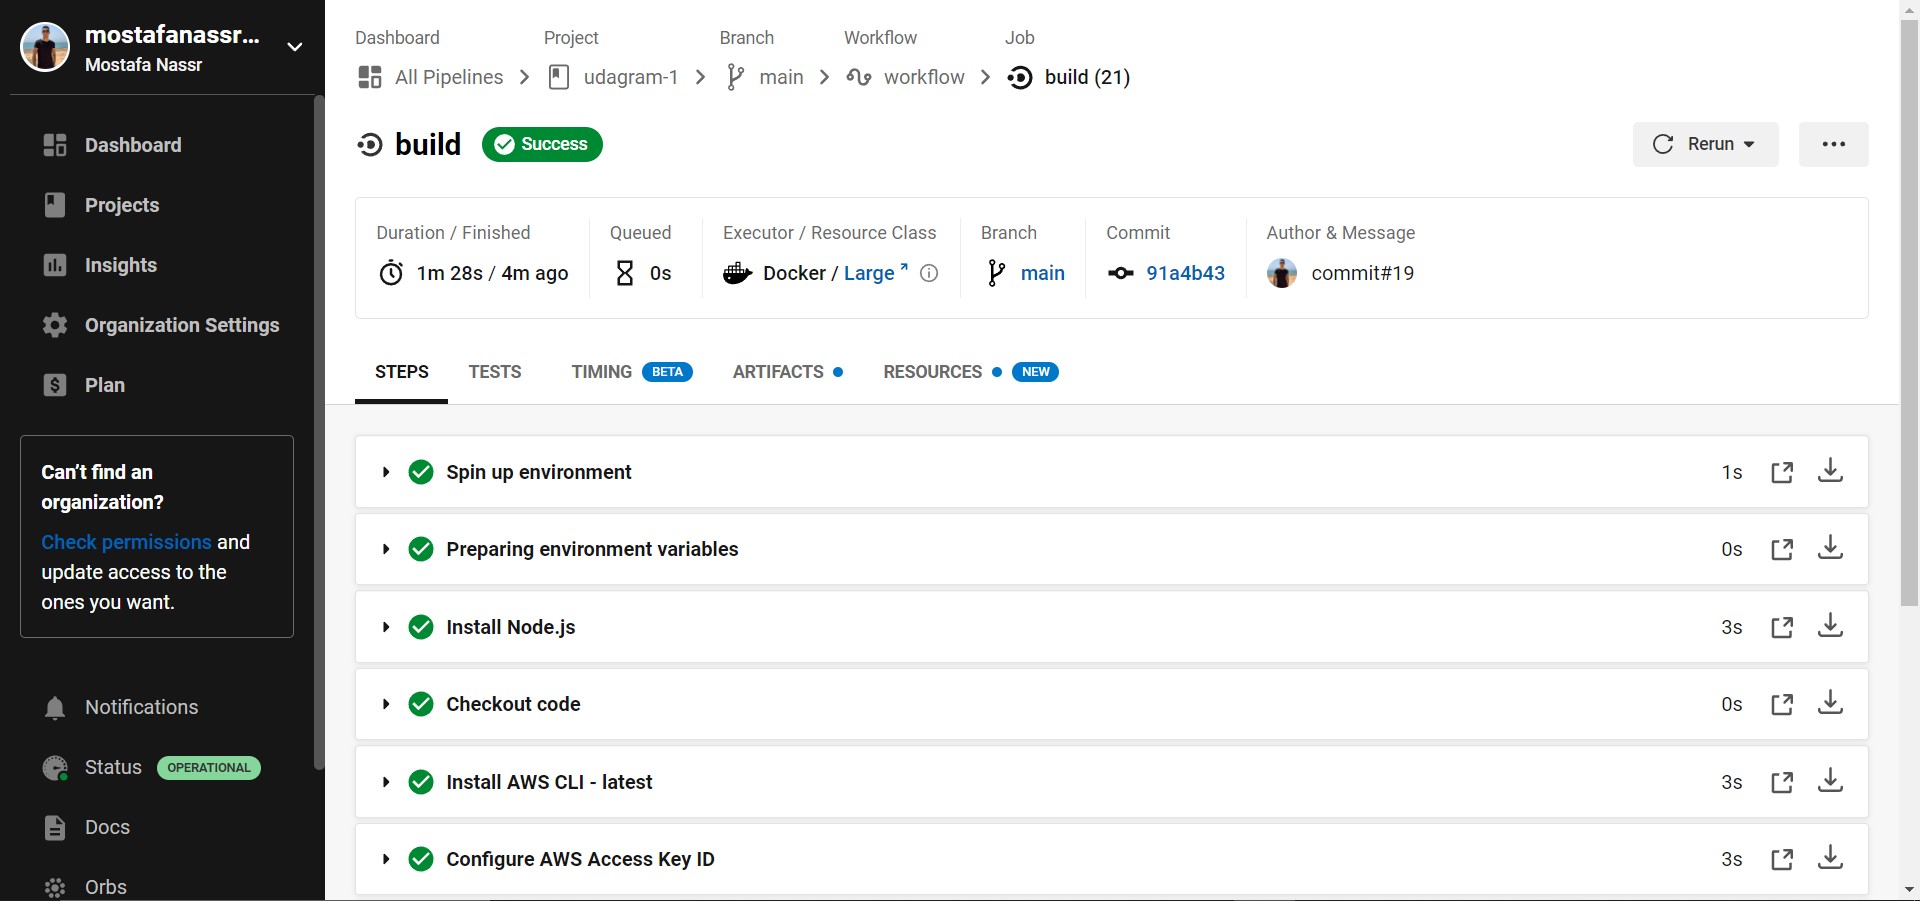 mostafanassr...
Mostafa Nassr
Dashboard
Projects
Insights
Organization Settings
Plan
Can't find an
organization?
Check permissions and
update access to the
ones you want.
Notifications
Status OPERATIONAL
Docs
Orbs
Dashboard Project Branch Workflow Job
All Pipelines udagram-1 main workflow build (21)
build Success Rerun
Duration / Finished Queued Executor / Resource Class Branch Commit Author & Message
1m 28s / 4m ago 0s Docker / Large main 91a4b43 commit#19
STEPS TESTS TIMING BETA ARTIFACTS RESOURCES NEW
Spin up environment 1s
Preparing environment variables 0s
Install Node.js 3s
Checkout code 0s
Install AWS CLI - latest 3s
Configure AWS Access Key ID 3s